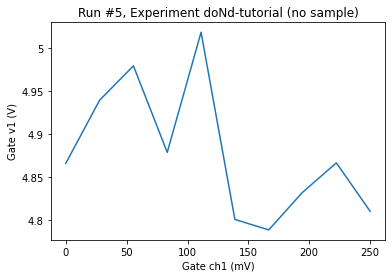 Run #5, Experiment doNd-tutorial (no sample)
Gate v1 (V)
5
4.95
4.9
4.85
4.8
0 50 100 150 200 250
Gate ch1 (mV)